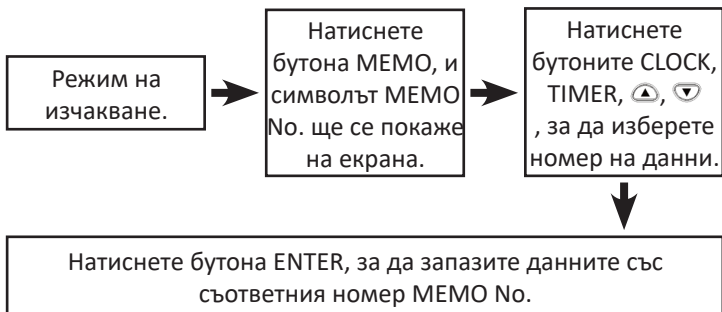 Режим на
изчакване.
Натиснете
бутона MEMO, и
символът MEMO
No. ще се покаже
на екрана.
Натиснете
бутоните CLOCK,
TIMER, ▲, ▼
, за да изберете
номер на данни.
Натиснете бутона ENTER, за да запазите данните със
съответния номер MEMO No.